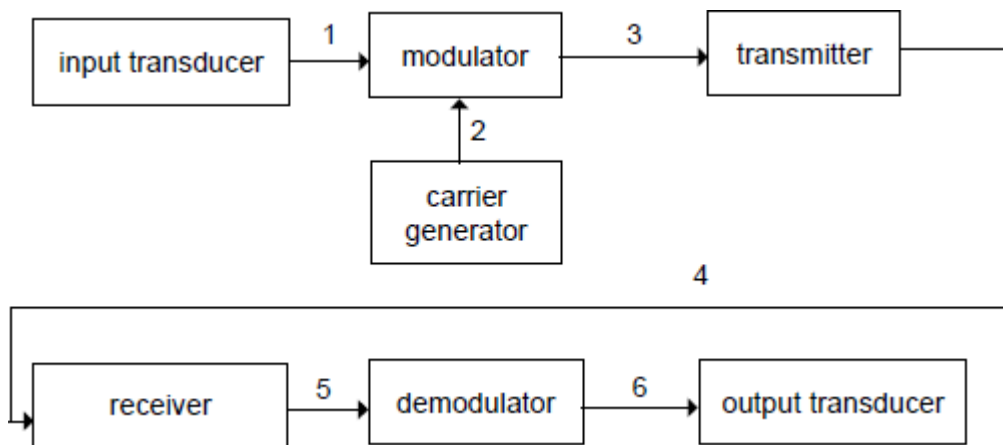 input transducer
1
modulator
3
transmitter
2
carrier
generator
4
receiver
5
demodulator
6
output transducer